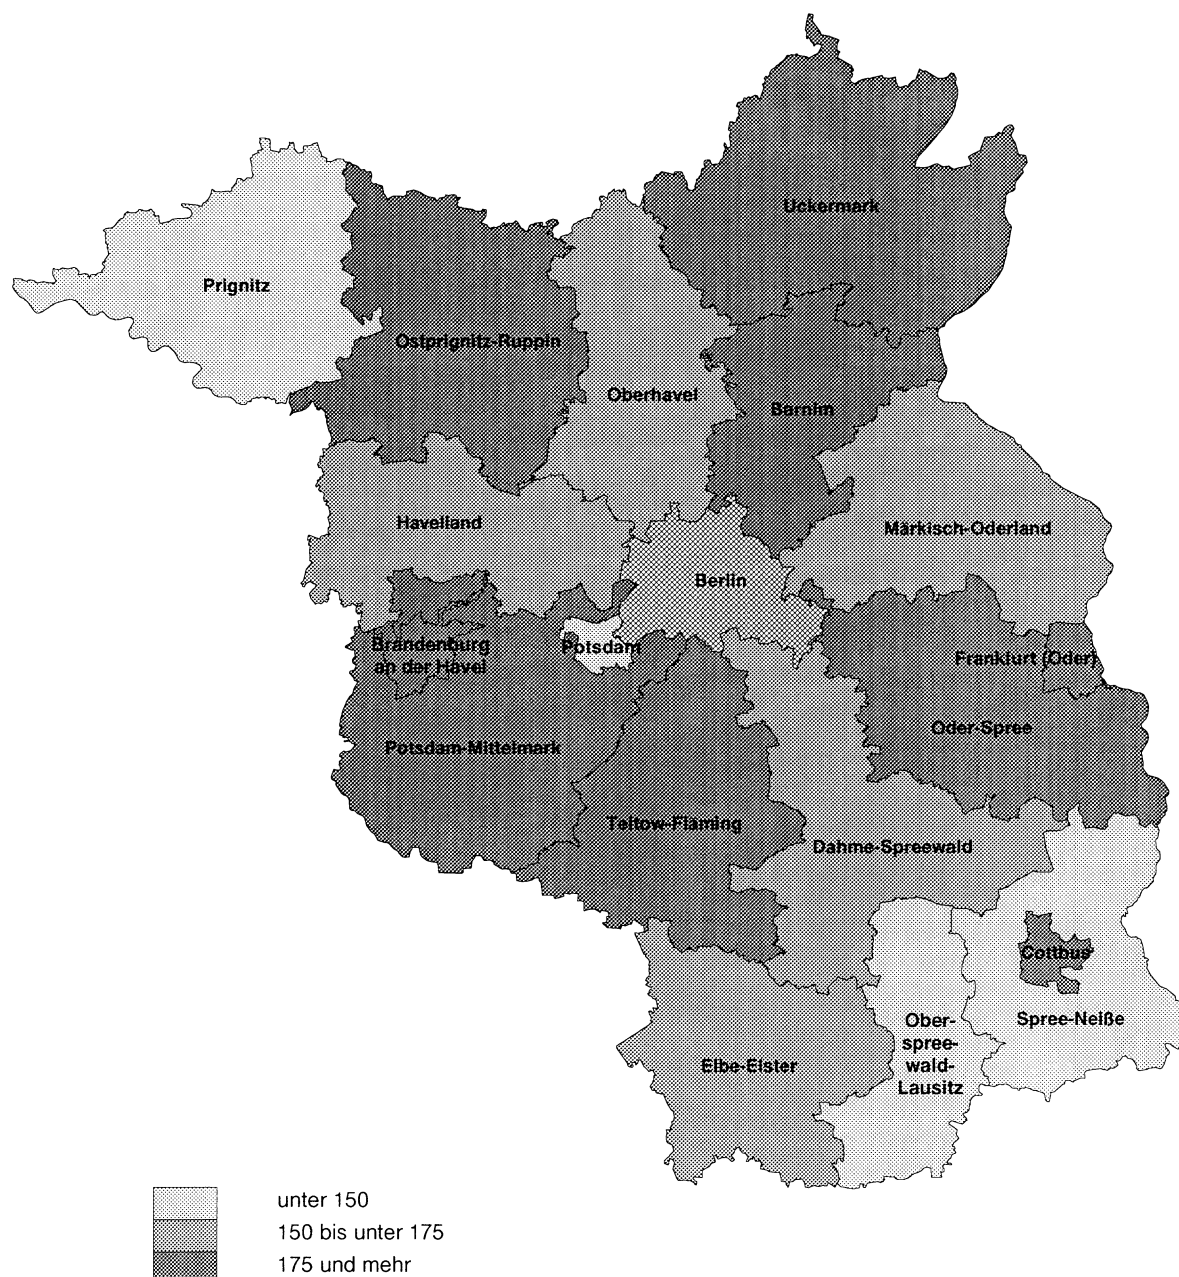 Uckermark
Prignitz
Ostprignitz-Ruppin
Oberhavel
Barnim
Havelland
Märkisch-Oderland
Berlin
Brandenburg
an der Havel
Potsdam
Frankfurt (Oder)
Oder-Spree
Potsdam-Mittelmark
Teltow-Fläming
Dahme-Spreewald
Cottbus
Spree-Neiße
Ober-
spree-
wald-
Lausitz
Elbe-Elster
unter 150
150 bis unter 175
175 und mehr